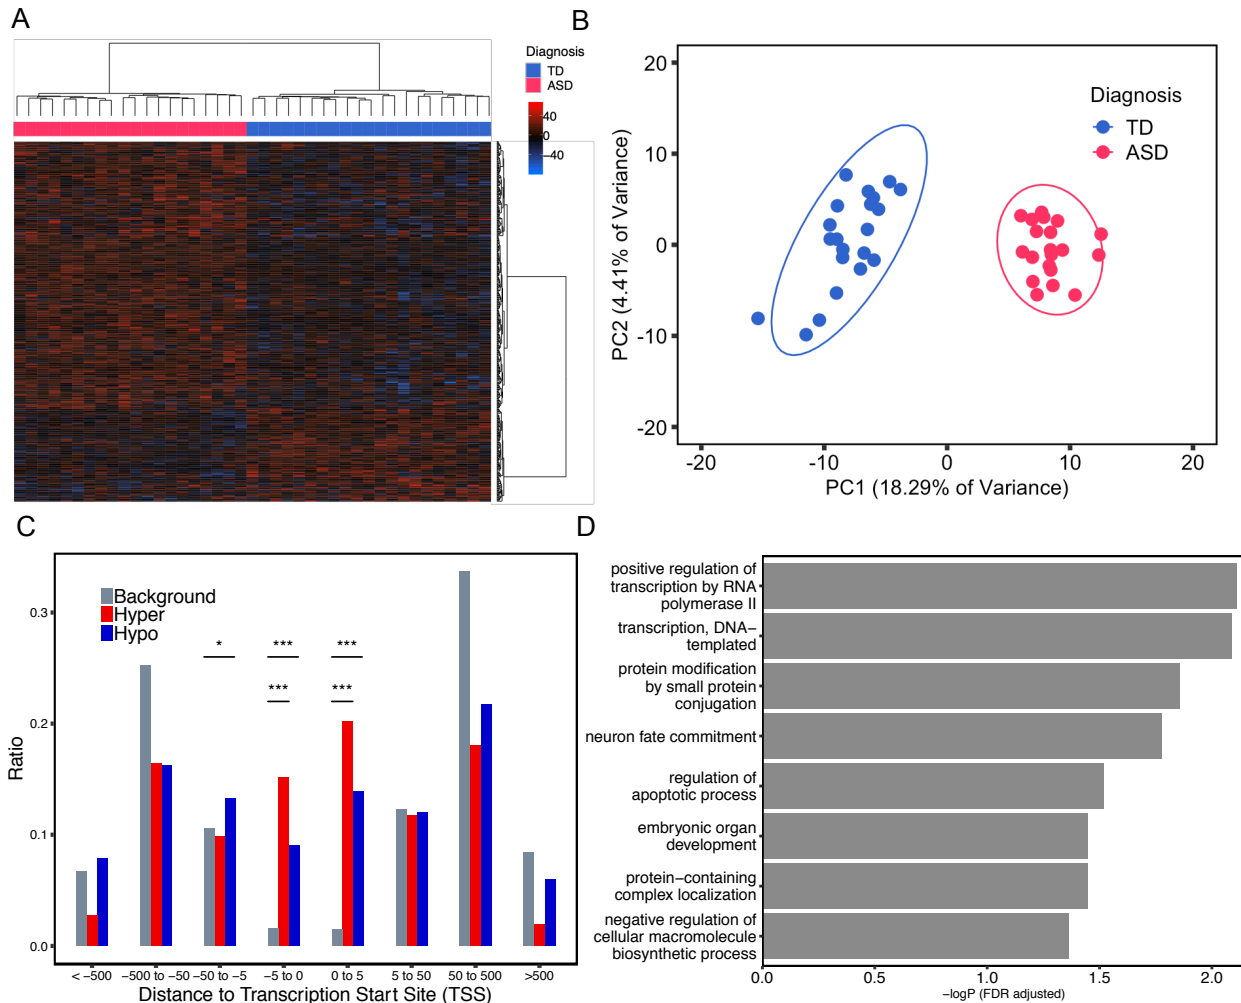 A
Diagnosis
TD
ASD
40
0
−40
B
20
10
0
-10
-20
PC2 (4.41% of Variance)
Diagnosis
TD
ASD
-20
-10
0
10
20
PC1 (18.29% of Variance)
C
Background
Hyper
Hypo
0.3
0.2
0.1
0.0
Ratio
* *** ***
*** ***
< −500
−500 to −50
−50 to −5
−5 to 0
0 to 5
5 to 50
50 to 500
>500
Distance to Transcription Start Site (TSS)
D
positive regulation of
transcription by RNA
polymerase II
transcription, DNA−
templated
protein modification
by small protein
conjugation
neuron fate commitment
regulation of
apoptotic process
embryonic organ
development
protein−containing
complex localization
negative regulation of
cellular macromolecule
biosynthetic process
0.0
0.5
1.0
1.5
2.0
−logP (FDR adjusted)